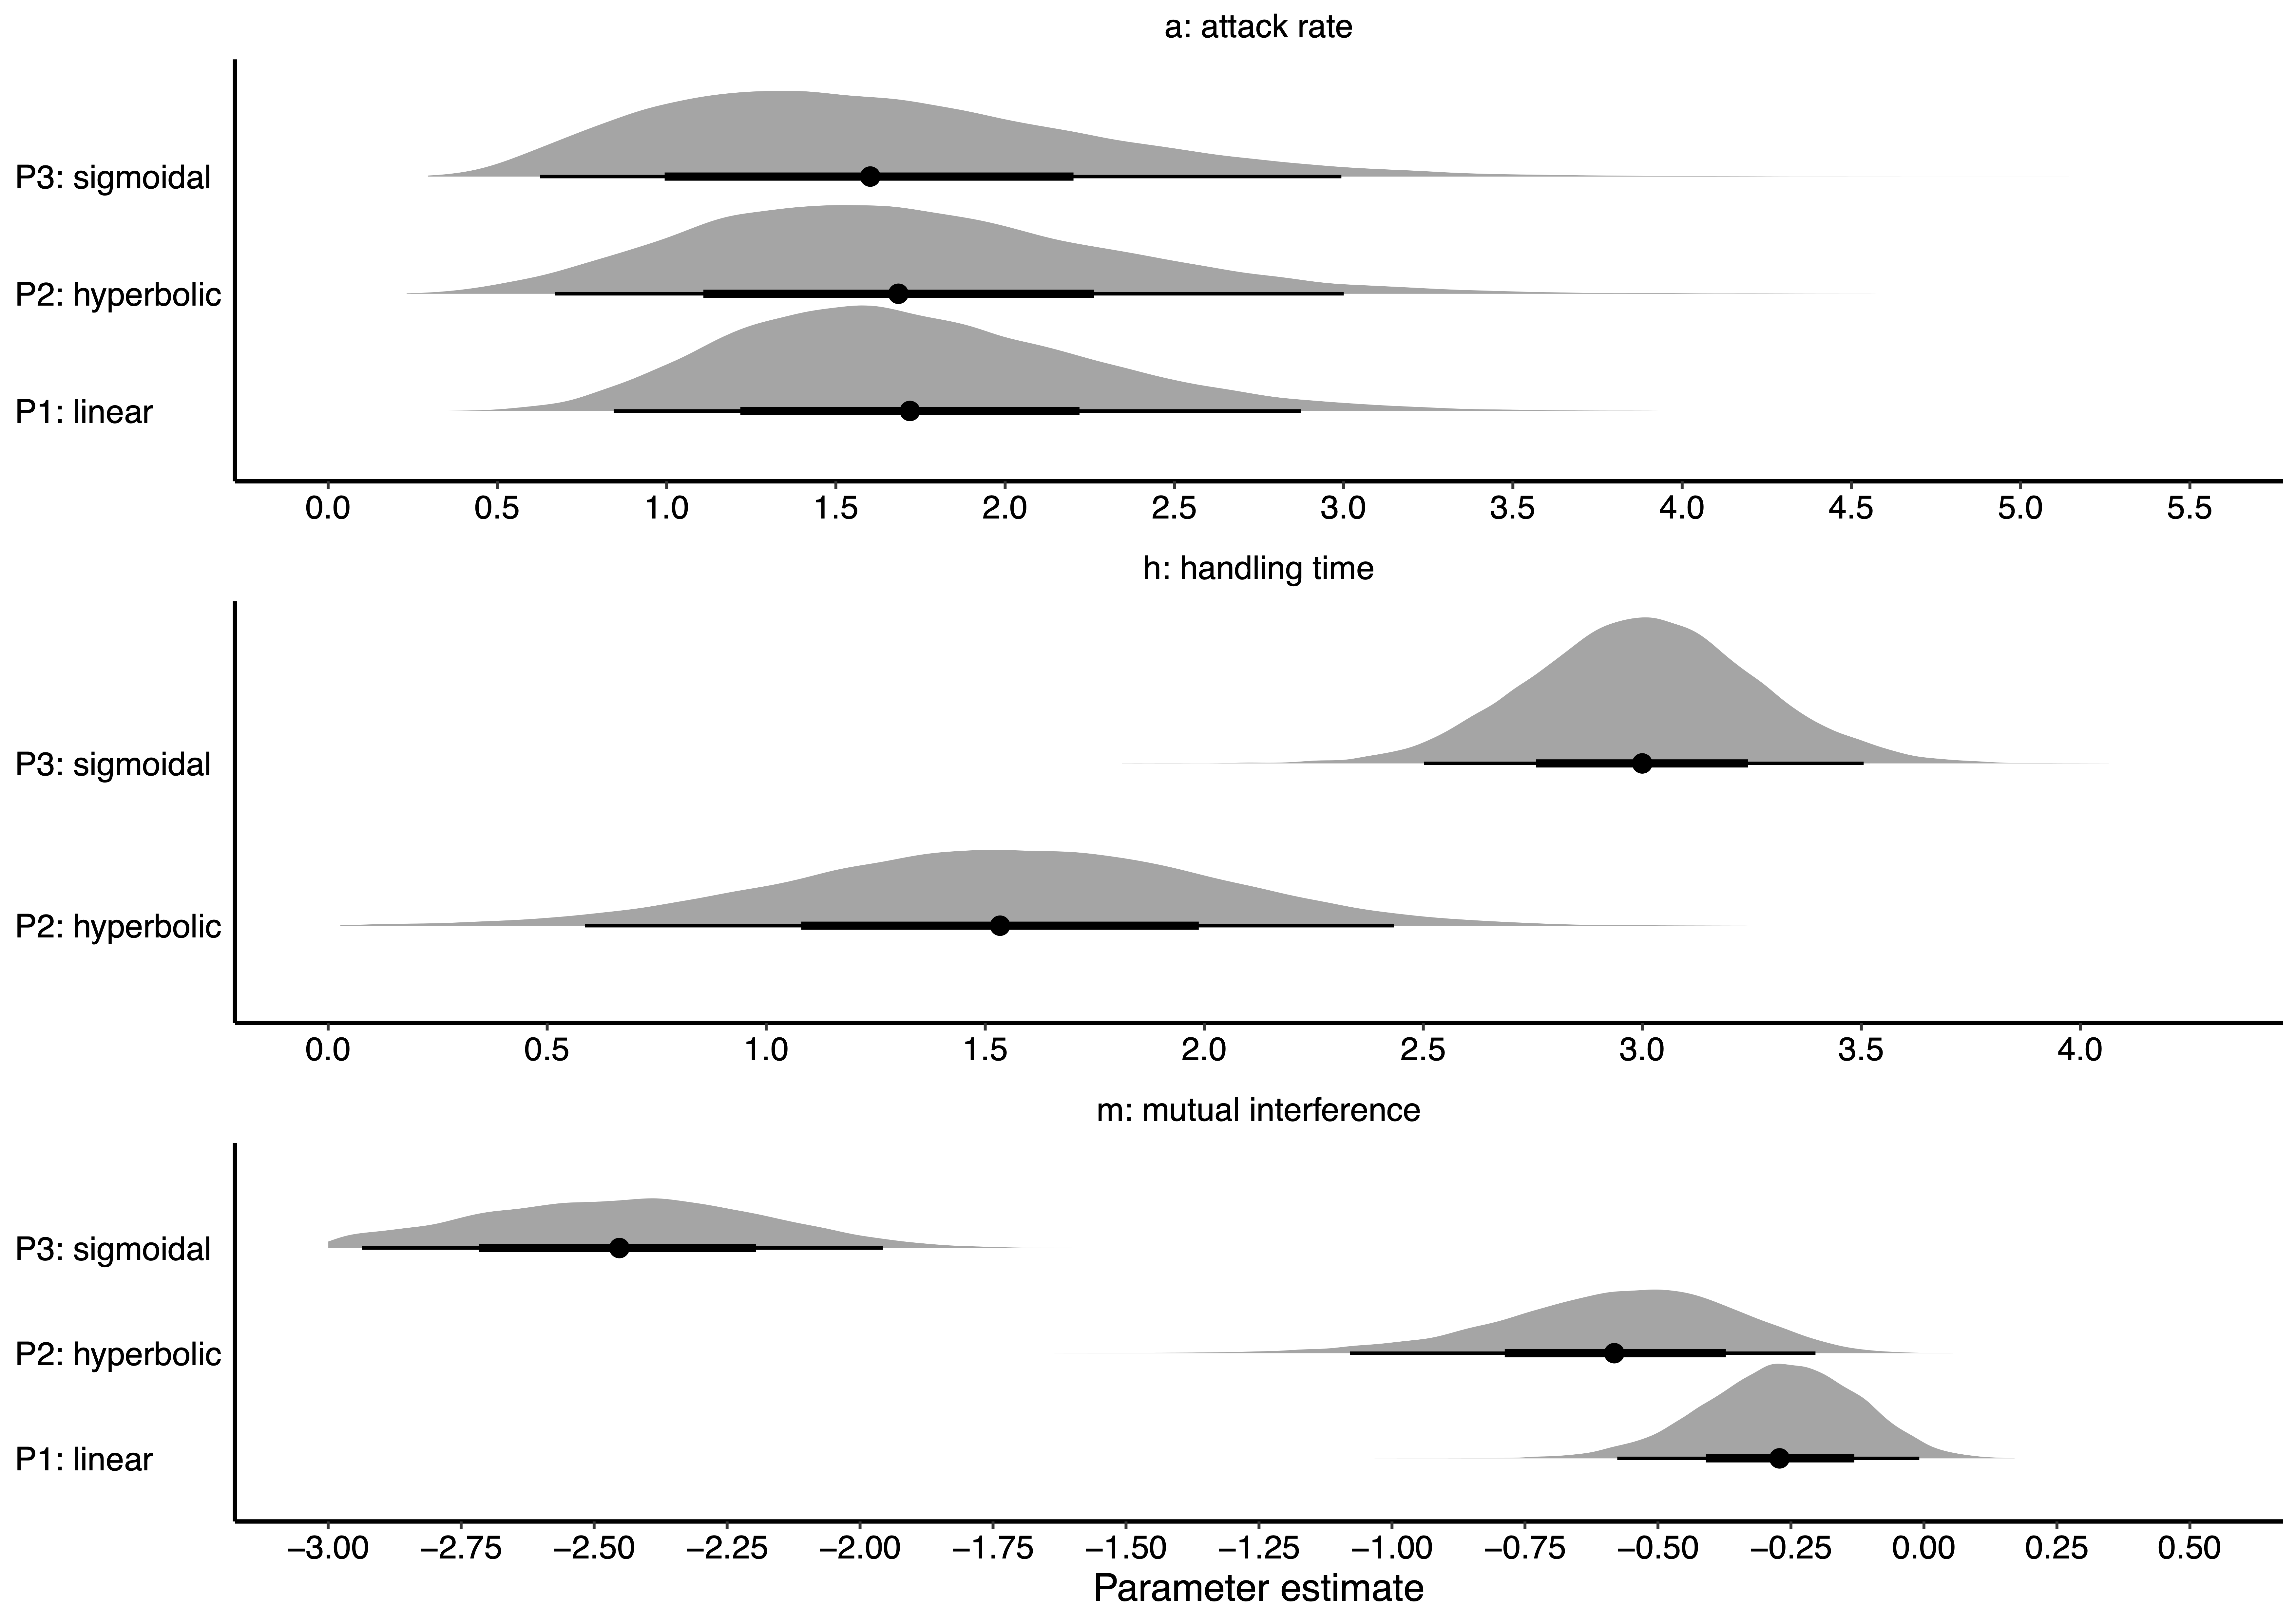 a: attack rate
P3: sigmoidal
P2: hyperbolic
P1: linear
0.0 0.5 1.0 1.5 2.0 2.5 3.0 3.5 4.0 4.5 5.0 5.5
h: handling time
P3: sigmoidal
P2: hyperbolic
0.0 0.5 1.0 1.5 2.0 2.5 3.0 3.5 4.0
m: mutual interference
P3: sigmoidal
P2: hyperbolic
P1: linear
−3.00 −2.75 −2.50 −2.25 −2.00 −1.75 −1.50 −1.25 −1.00 −0.75 −0.50 −0.25 0.00 0.25 0.50
Parameter estimate